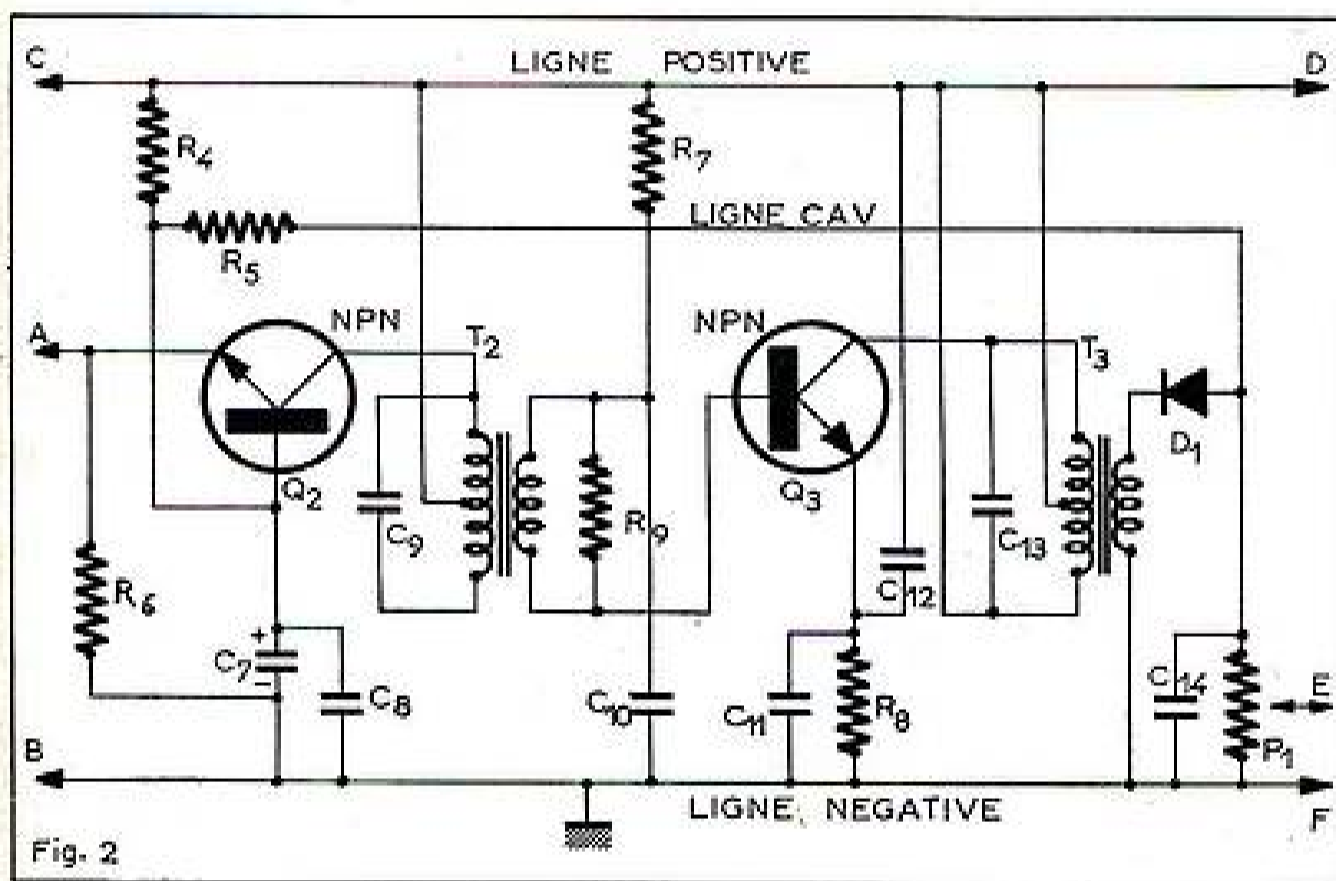 C LIGNE POSITIVE D
R4 R7
LIGNE CAV
R5
A NPN T2 NPN T3
D1
Q2 C9 R9 Q3 C13
C12
R6
+
C7 C8 C10 C11 R8 C14 E
-
P1
B LIGNE NEGATIVE F
Fig. 2